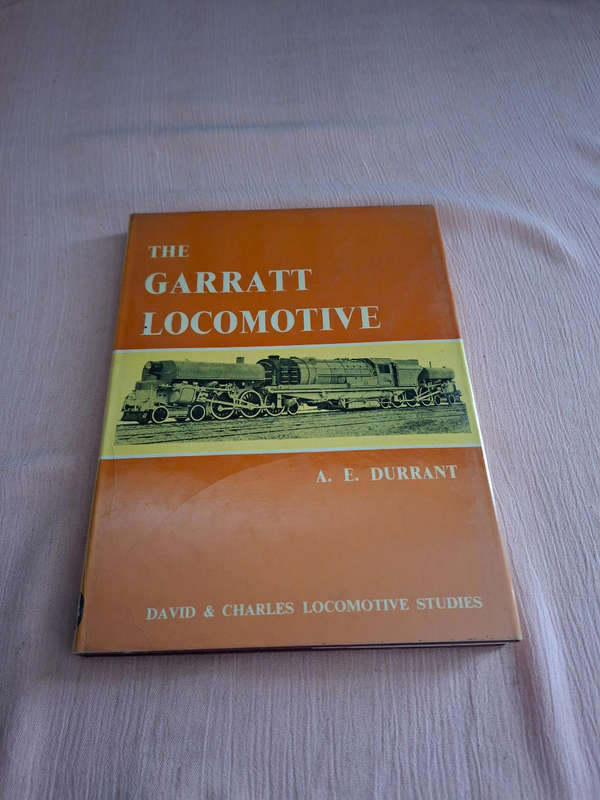 THE
GARRATT
LOCOMOTIVE
A. E. DURRANT
DAVID & CHARLES LOCOMOTIVE STUDIES